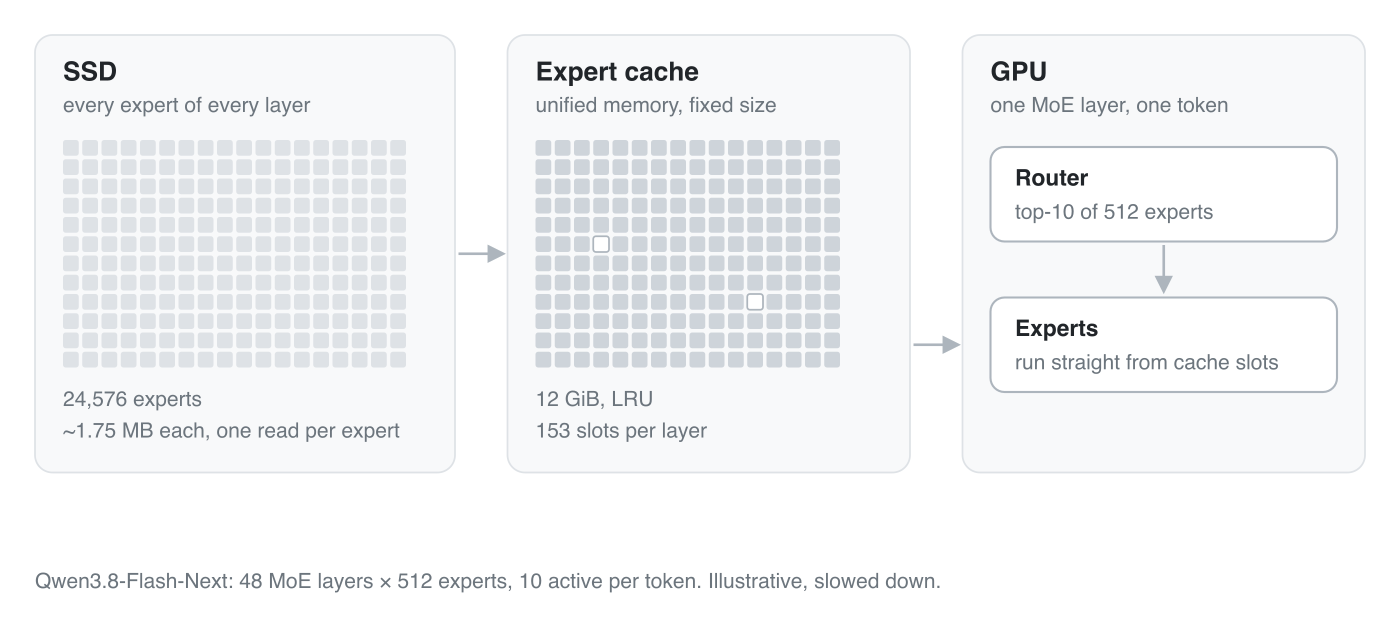 SSD
every expert of every layer
24,576 experts
~1.75 MB each, one read per expert
Expert cache
unified memory, fixed size
12 GiB, LRU
153 slots per layer
GPU
one MoE layer, one token
Router
top-10 of 512 experts
Experts
run straight from cache slots
Qwen3.8-Flash-Next: 48 MoE layers × 512 experts, 10 active per token. Illustrative, slowed down.